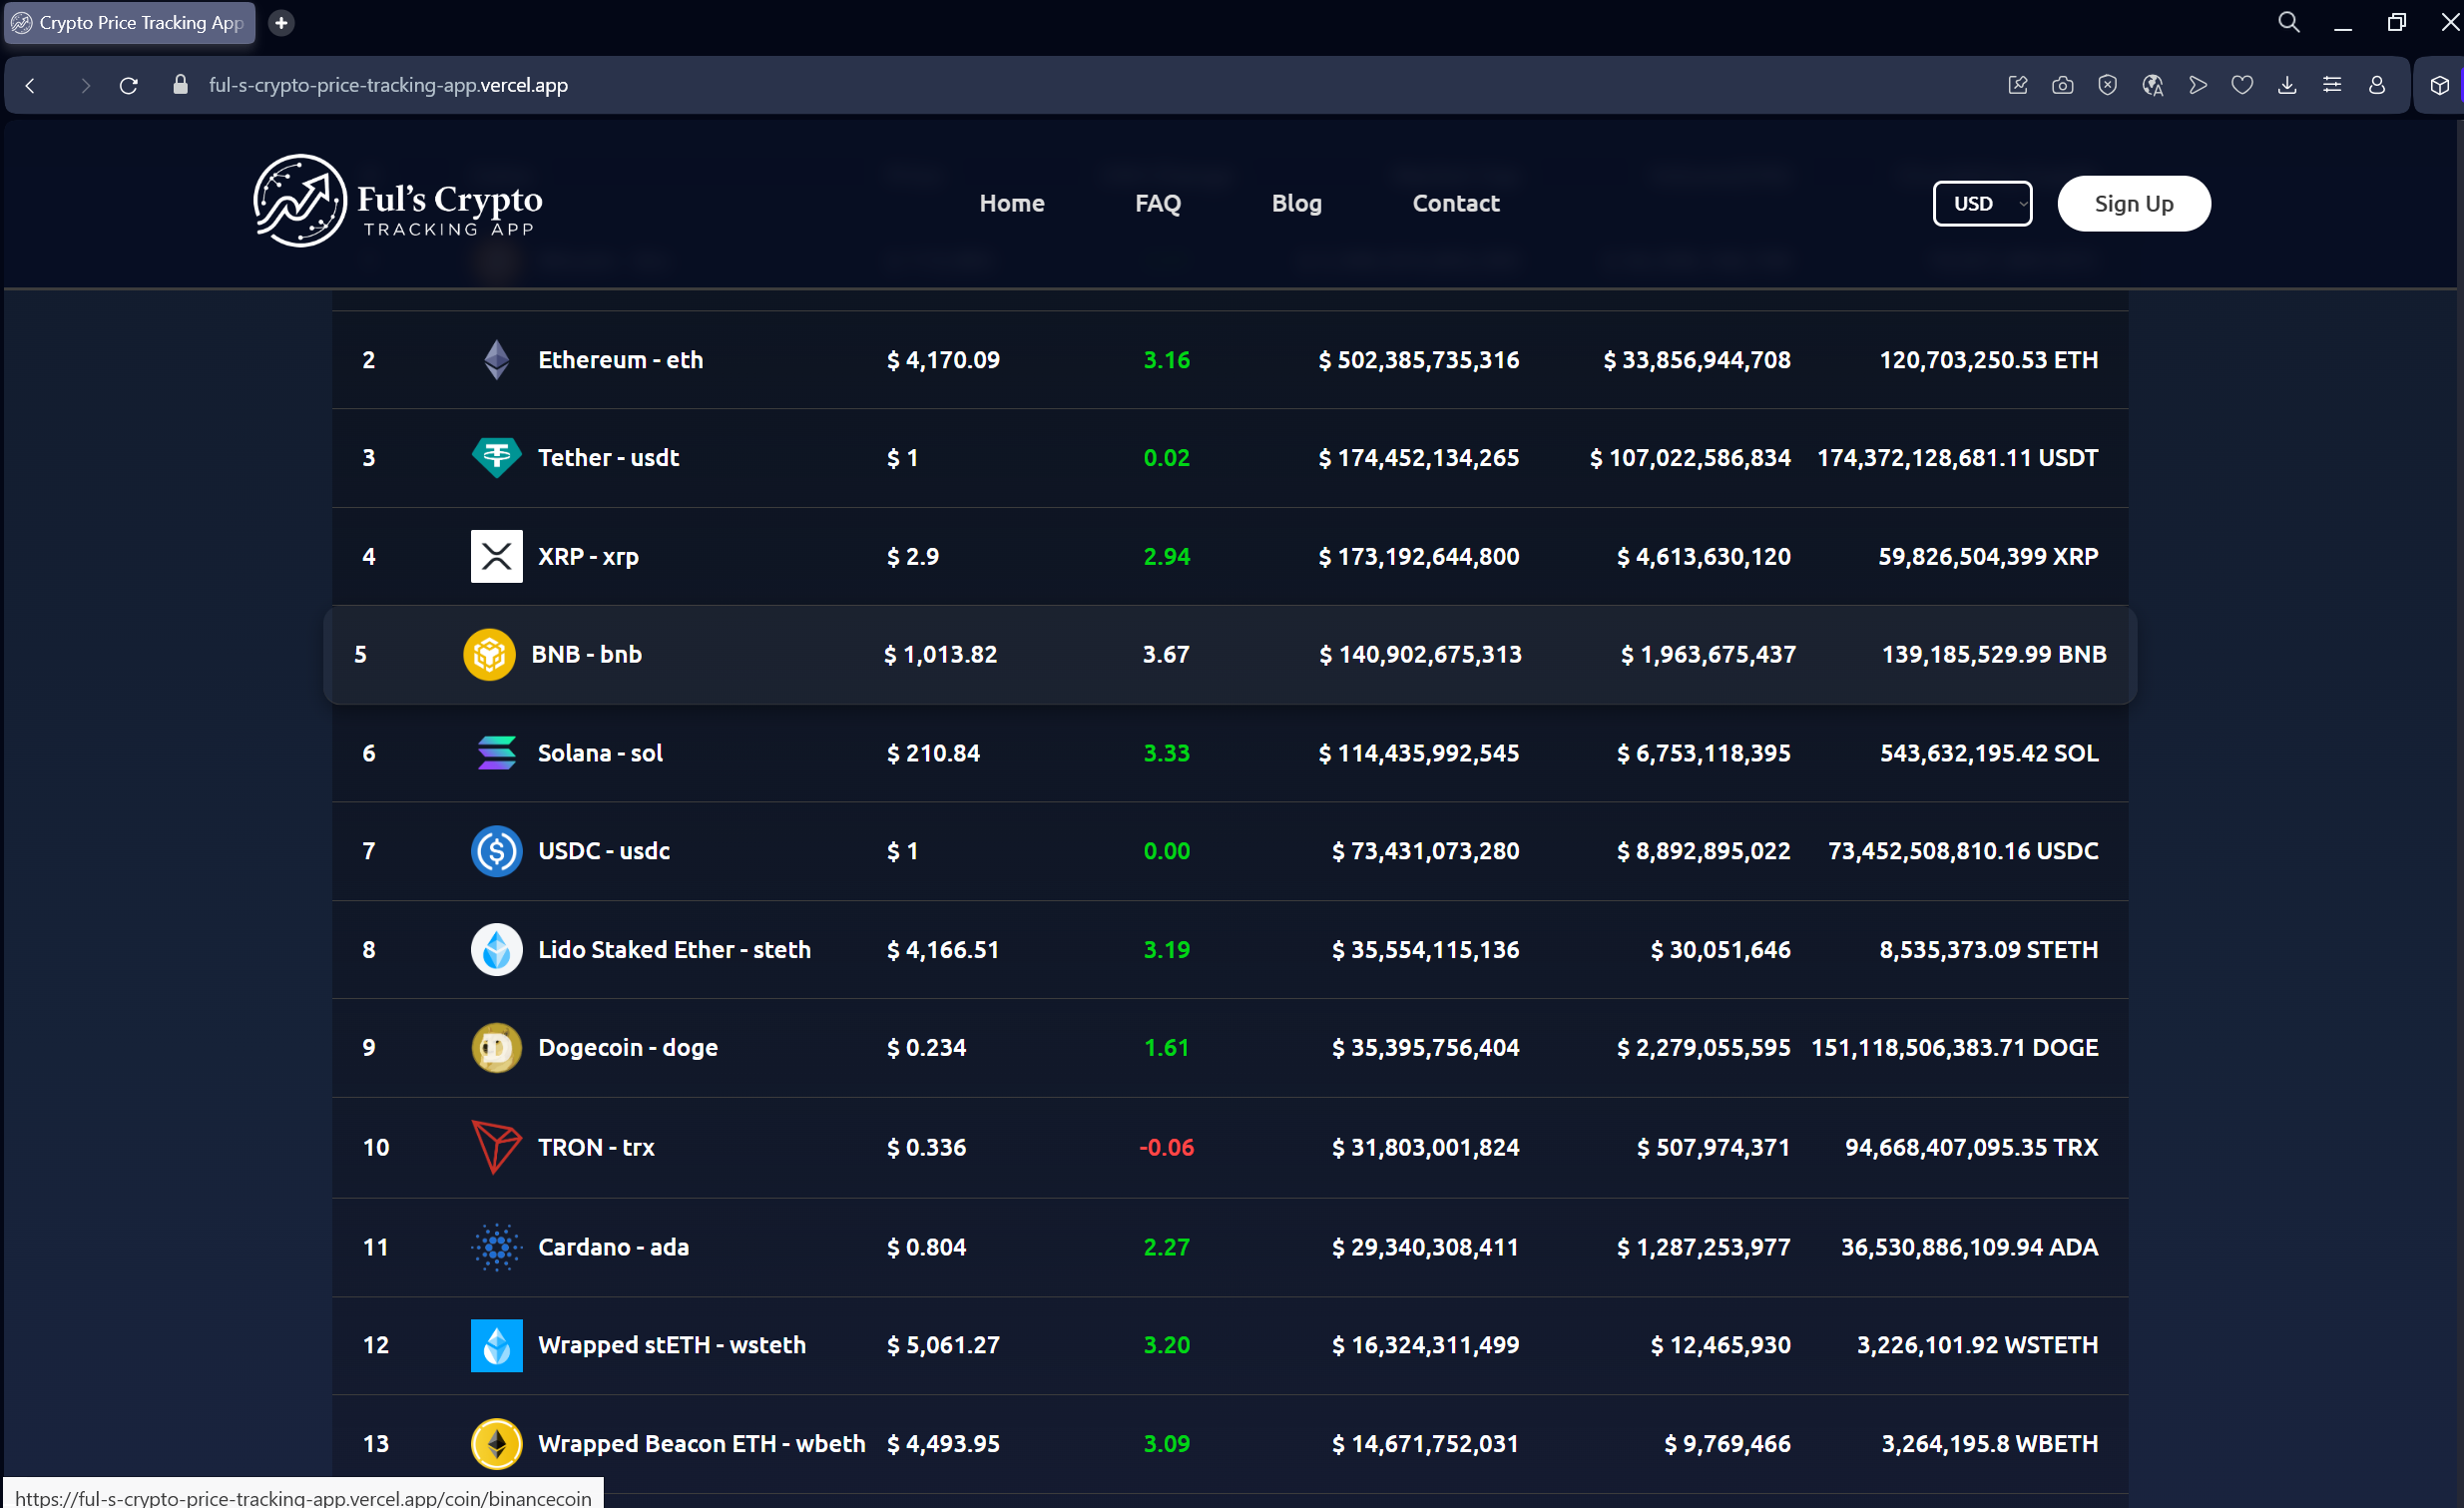 Crypto Price Tracking App
ful-s-crypto-price-tracking-app.vercel.app
Ful's Crypto
TRACKING APP
Home FAQ Blog Contact USD Sign Up
2 Ethereum - eth $ 4,170.09 3.16 $ 502,385,735,316 $ 33,856,944,708 120,703,250.53 ETH
3 Tether - usdt $ 1 0.02 $ 174,452,134,265 $ 107,022,586,834 174,372,128,681.11 USDT
4 XRP - xrp $ 2.9 2.94 $ 173,192,644,800 $ 4,613,630,120 59,826,504,399 XRP
5 BNB - bnb $ 1,013.82 3.67 $ 140,902,675,313 $ 1,963,675,437 139,185,529.99 BNB
6 Solana - sol $ 210.84 3.33 $ 114,435,992,545 $ 6,753,118,395 543,632,195.42 SOL
7 USDC - usdc $ 1 0.00 $ 73,431,073,280 $ 8,892,895,022 73,452,508,810.16 USDC
8 Lido Staked Ether - steth $ 4,166.51 3.19 $ 35,554,115,136 $ 30,051,646 8,535,373.09 STETH
9 Dogecoin - doge $ 0.234 1.61 $ 35,395,756,404 $ 2,279,055,595 151,118,506,383.71 DOGE
10 TRON - trx $ 0.336 -0.06 $ 31,803,001,824 $ 507,974,371 94,668,407,095.35 TRX
11 Cardano - ada $ 0.804 2.27 $ 29,340,308,411 $ 1,287,253,977 36,530,886,109.94 ADA
12 Wrapped stETH - wsteth $ 5,061.27 3.20 $ 16,324,311,499 $ 12,465,930 3,226,101.92 WSTETH
13 Wrapped Beacon ETH - wbeth $ 4,493.95 3.09 $ 14,671,752,031 $ 9,769,466 3,264,195.8 WBETH
https://ful-s-crypto-price-tracking-app.vercel.app/coin/binancecoin